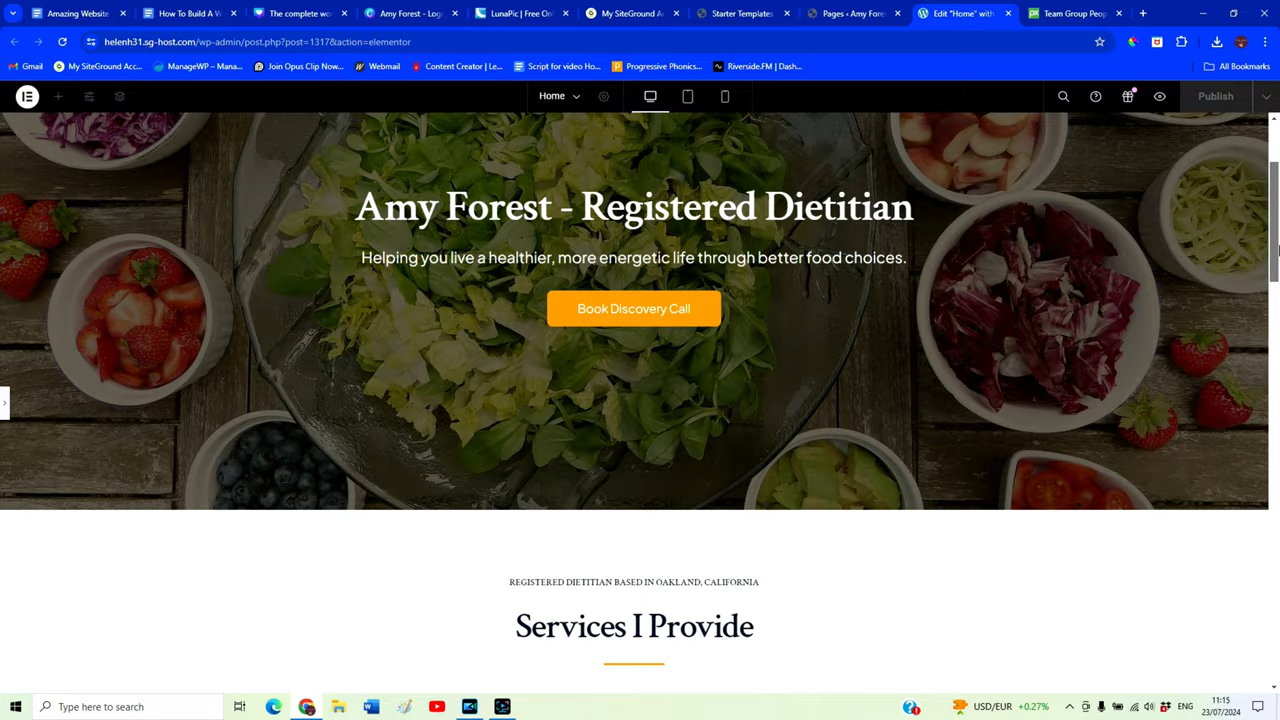 Amazing Website
How To Build A W
The complete wo
Amy Forest - Logo
LunaPic | Free On
My SiteGround A
Starter Templates
Pages ‹ Amy Fore
Edit "Home" with
Team Group Peop
helenh31.sg-host.com/wp-admin/post.php?post=1317&action=elementor
Gmail
My SiteGround Acc...
ManageWP – Mana...
Join Opus Clip Now...
Webmail
Content Creator | Le...
Script for video Ho...
Progressive Phonics...
Riverside.FM | Dash...
All Bookmarks
Home
Publish
Amy Forest - Registered Dietitian
Helping you live a healthier, more energetic life through better food choices.
Book Discovery Call
REGISTERED DIETITIAN BASED IN OAKLAND, CALIFORNIA
Services I Provide
Type here to search
USD/EUR +0.27%
ENG
11:15
23/07/2024